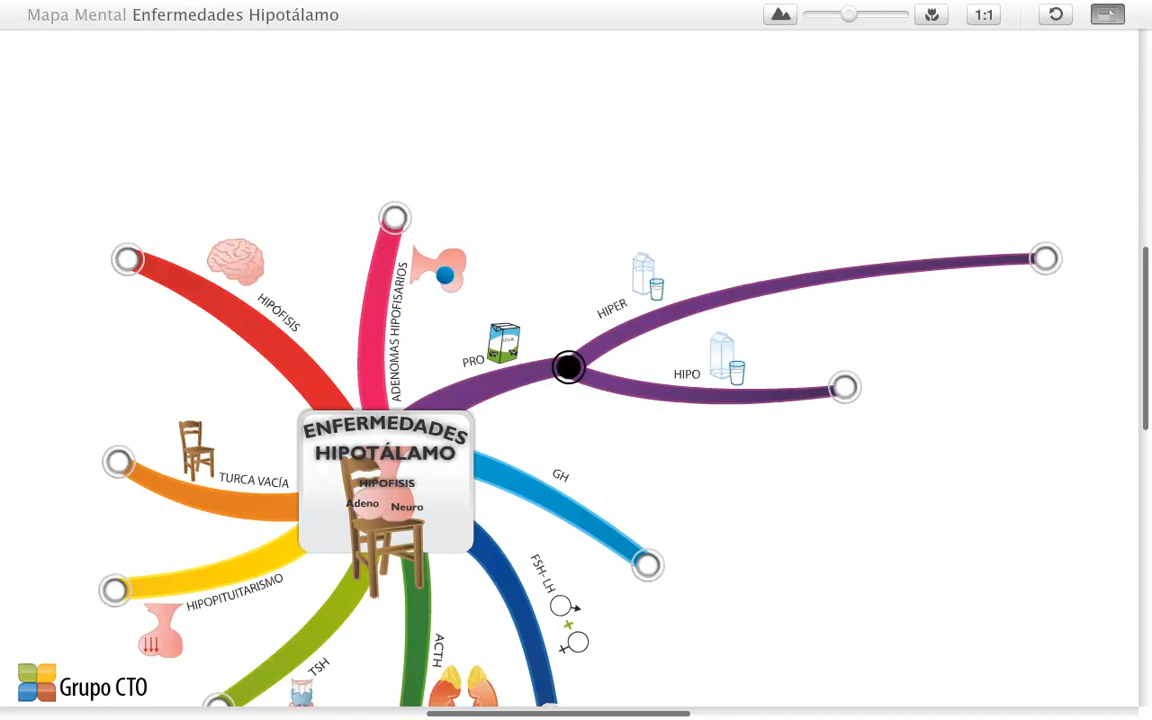 Mapa Mental Enfermedades Hipotálamo
1:1
HIPÓFISIS
ADENOMAS HIPOFISARIOS
PRO
HIPER
HIPO
ENFERMEDADES
HIPOTÁLAMO
HIPOFISIS
Adeno Neuro
TURCA VACÍA
GH
HIPOPITUITARISMO
FSH- LH
TSH
ACTH
Grupo CTO